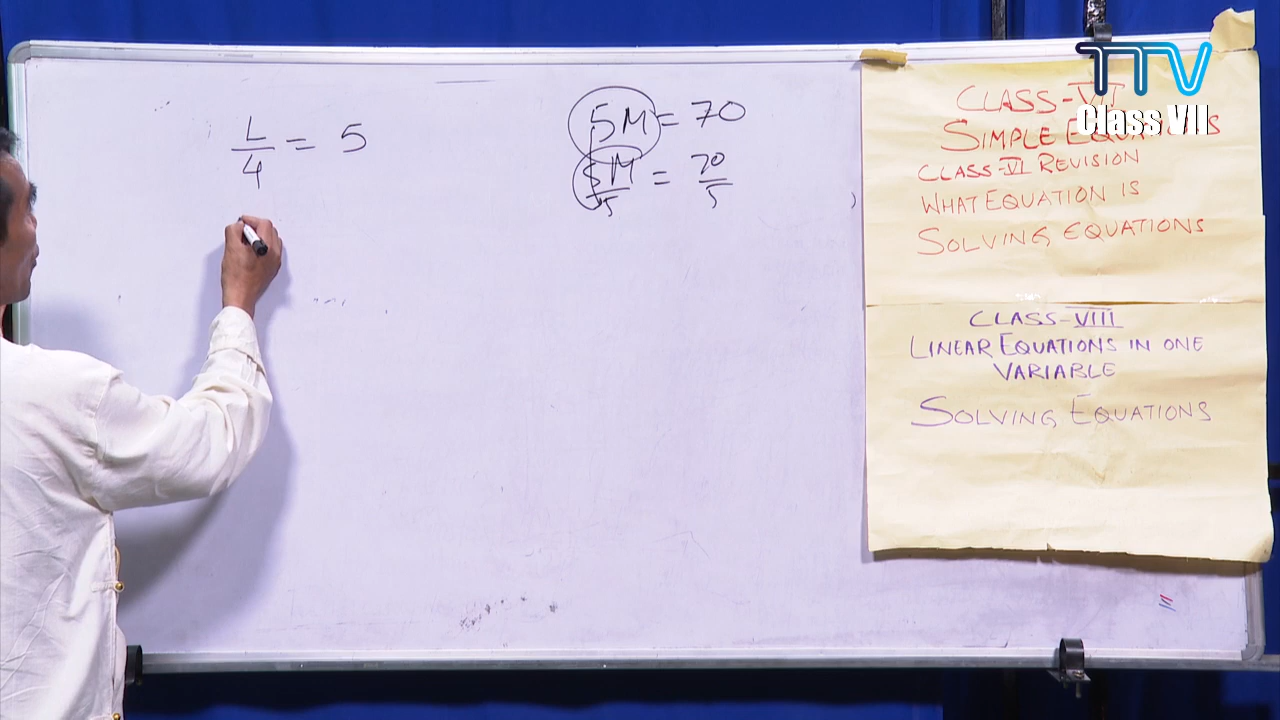 L/4 = 5
5M = 70
5M/5 = 70/5
TTV
Class VII
CLASS-VII
SIMPLE EQUATIONS
CLASS-VI REVISION
WHAT EQUATION IS
SOLVING EQUATIONS
CLASS-VIII
LINEAR EQUATIONS IN ONE
VARIABLE
SOLVING EQUATIONS